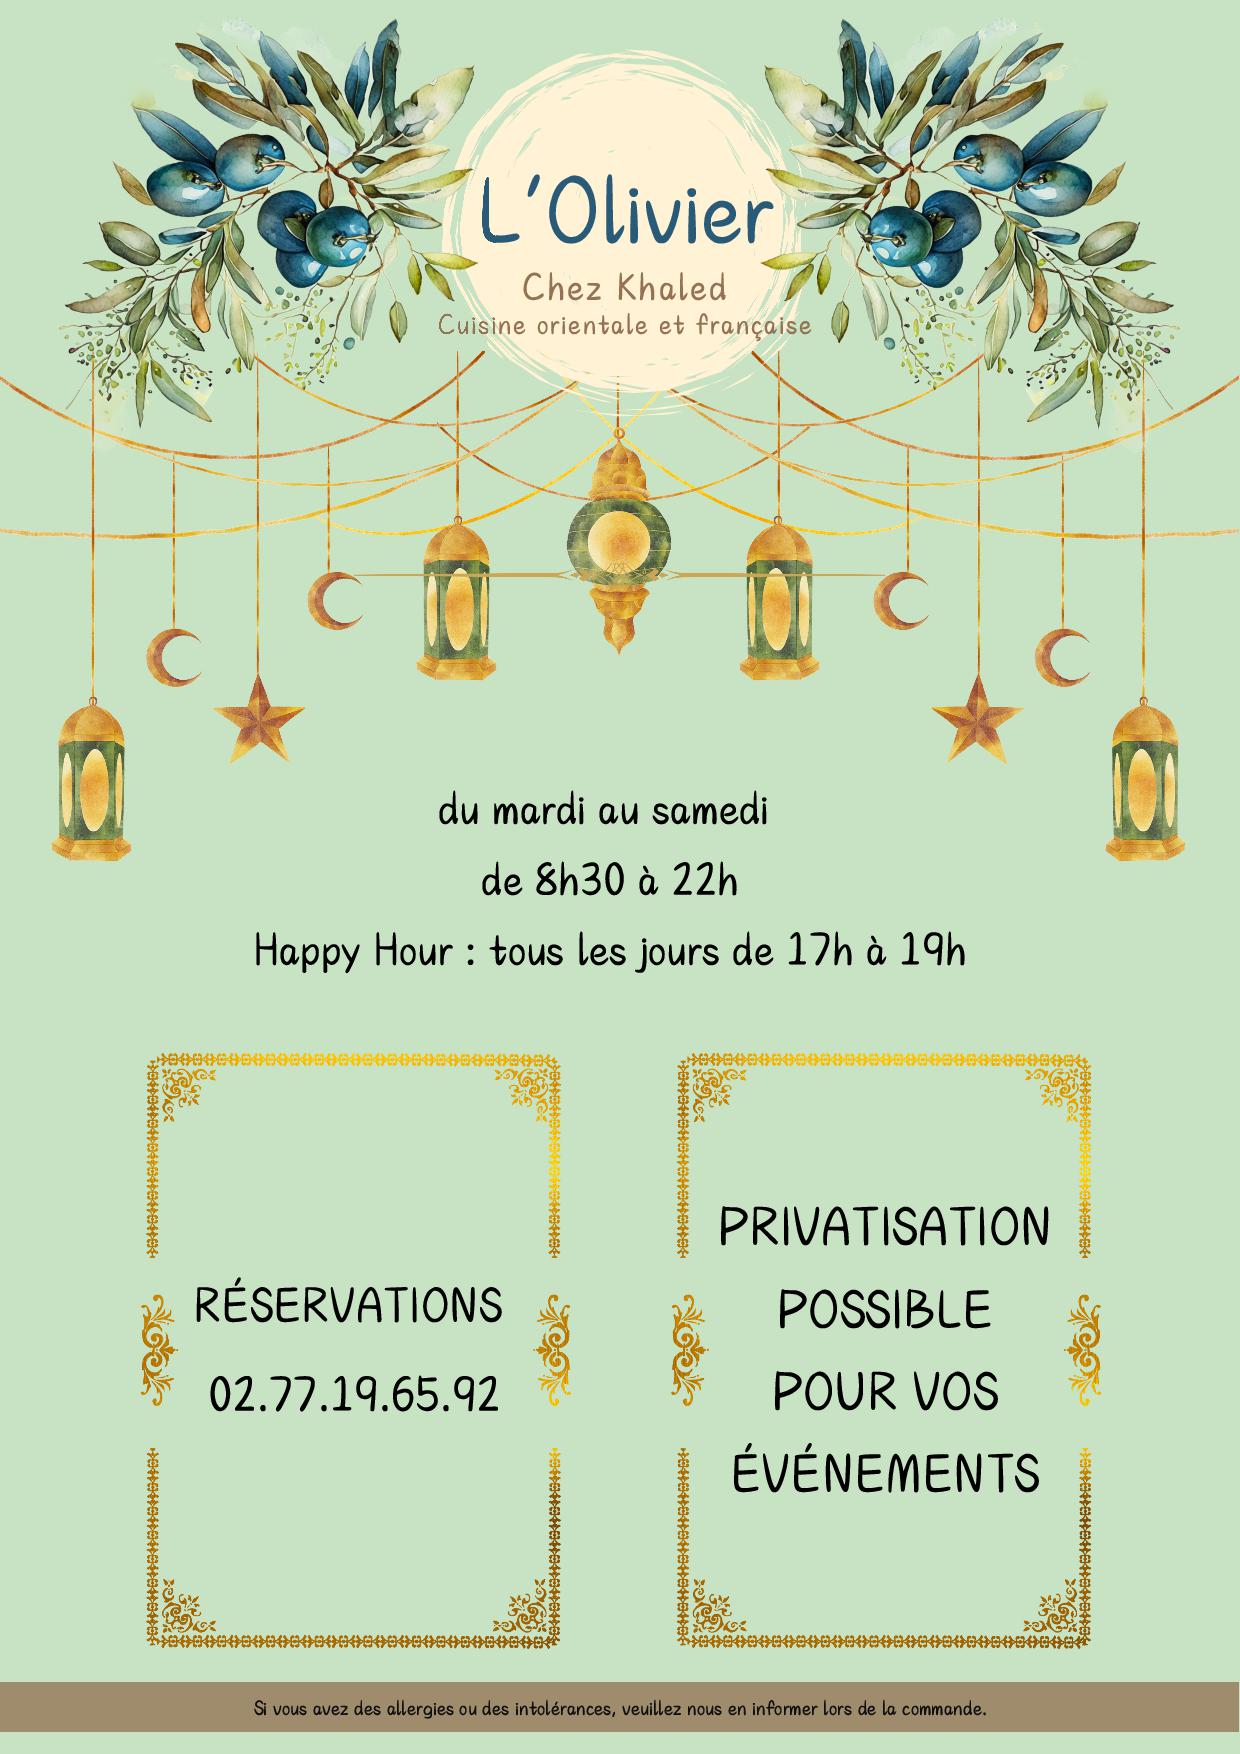 L'Olivier
Chez Khaled
Cuisine orientale et française
du mardi au samedi
de 8h30 à 22h
Happy Hour : tous les jours de 17h à 19h
RÉSERVATIONS
02.77.19.65.92
PRIVATISATION
POSSIBLE
POUR VOS
ÉVÉNEMENTS
Si vous avez des allergies ou des intolérances, veuillez nous en informer lors de la commande.